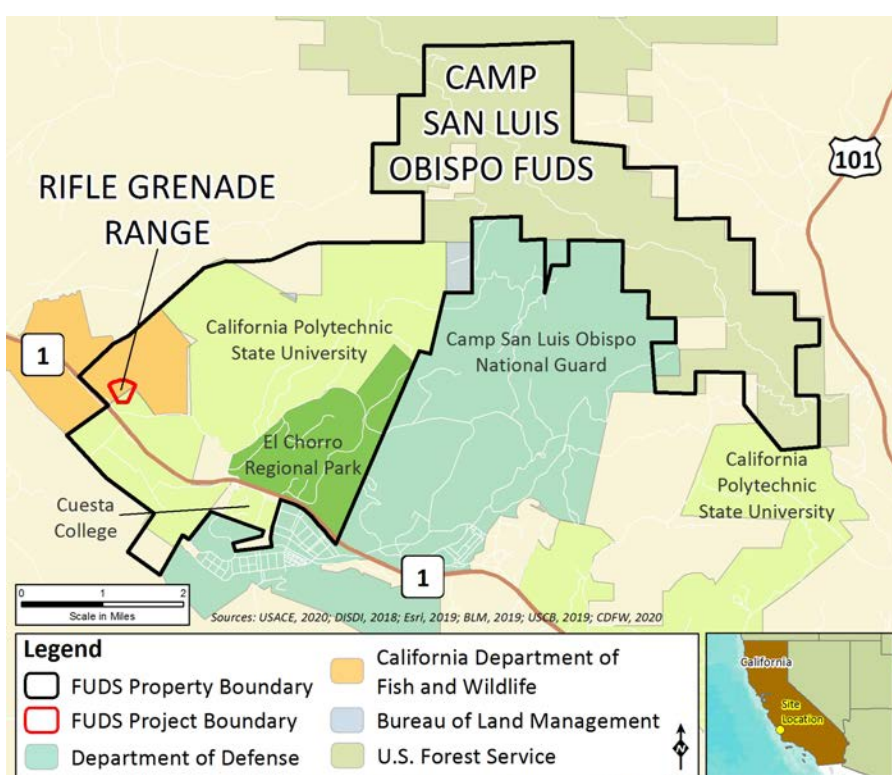 CAMP
SAN LUIS
OBISPO FUDS
101
RIFLE GRENADE
RANGE
California Polytechnic
State University
Camp San Luis Obispo
National Guard
1
El Chorro
Regional Park
California
Polytechnic
State University
Cuesta
College
1
0 1 2
Scale in Miles
Sources: USACE, 2020; DISDI, 2018; Esri, 2019; BLM, 2019; USCB, 2019; CDFW, 2020
Legend
FUDS Property Boundary
FUDS Project Boundary
Department of Defense
California Department of
Fish and Wildlife
Bureau of Land Management
U.S. Forest Service
N
California
Site
Location